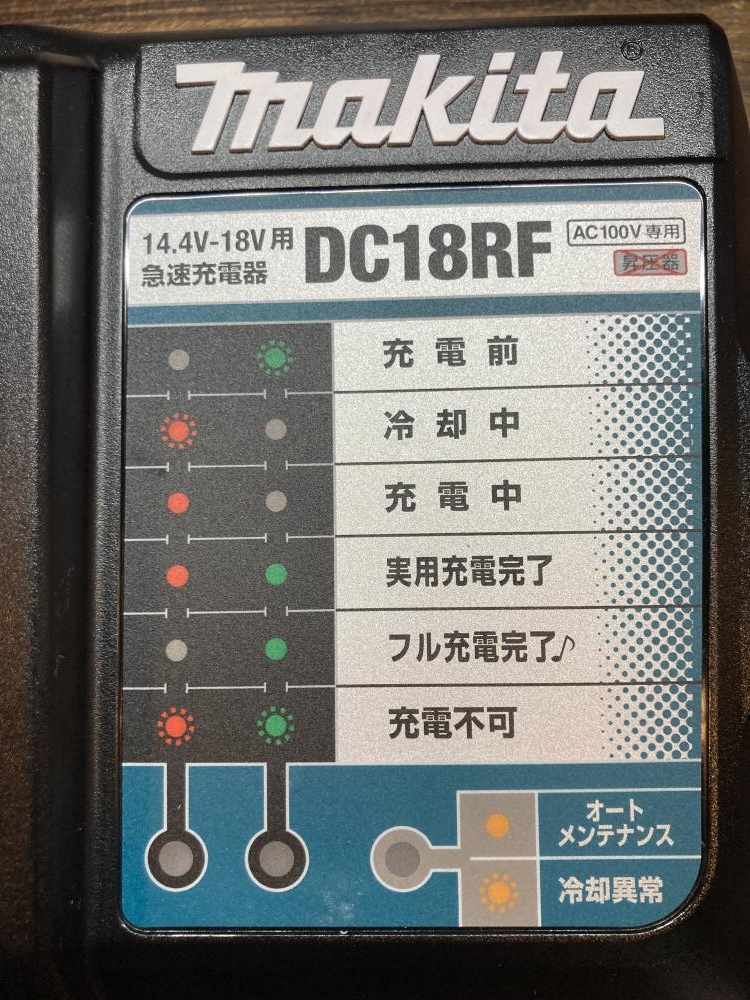 makita®
14.4V-18V用
急速充電器
DC18RF
AC100V専用
昇圧器
充電前
冷却中
充電中
実用充電完了
フル充電完了♪
充電不可
オート
メンテナンス
冷却異常